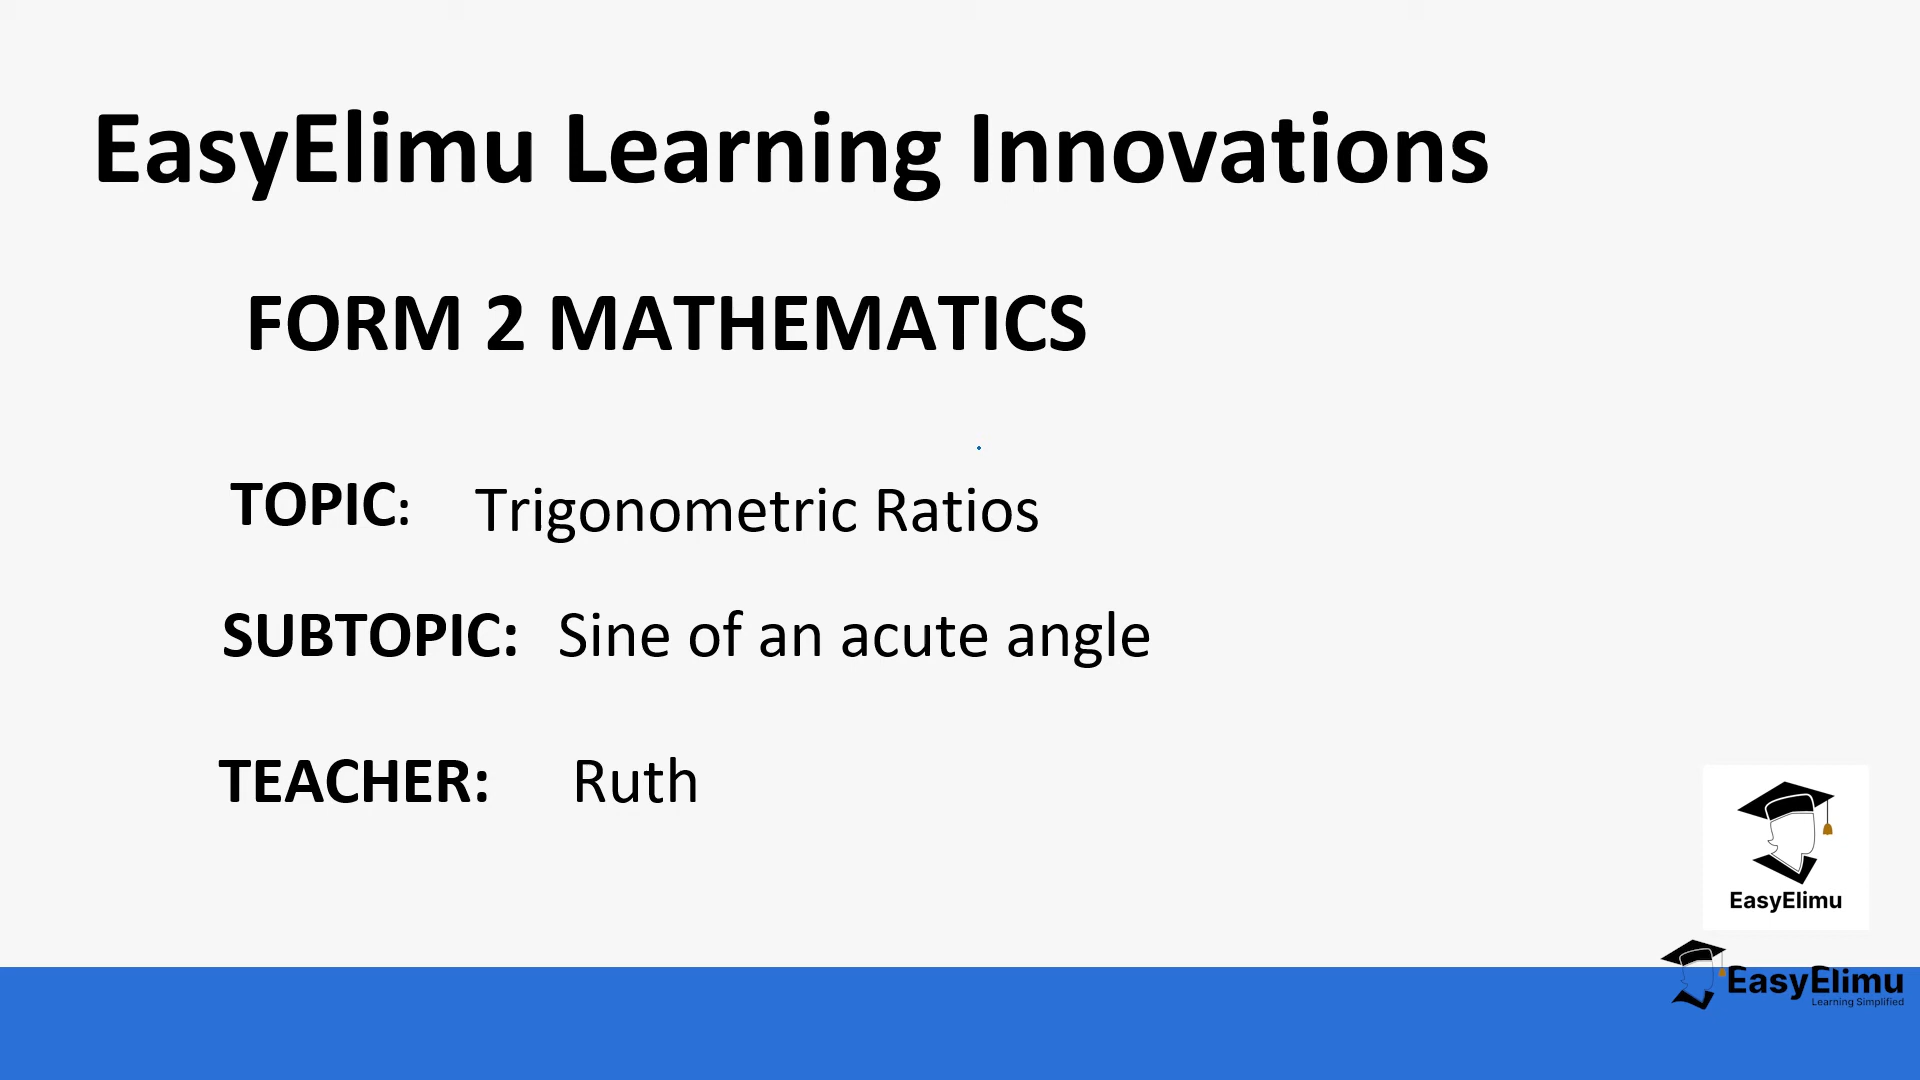 EasyElimu Learning Innovations
FORM 2 MATHEMATICS
TOPIC: Trigonometric Ratios
SUBTOPIC: Sine of an acute angle
TEACHER: Ruth
EasyElimu
EasyElimu
Learning Simplified